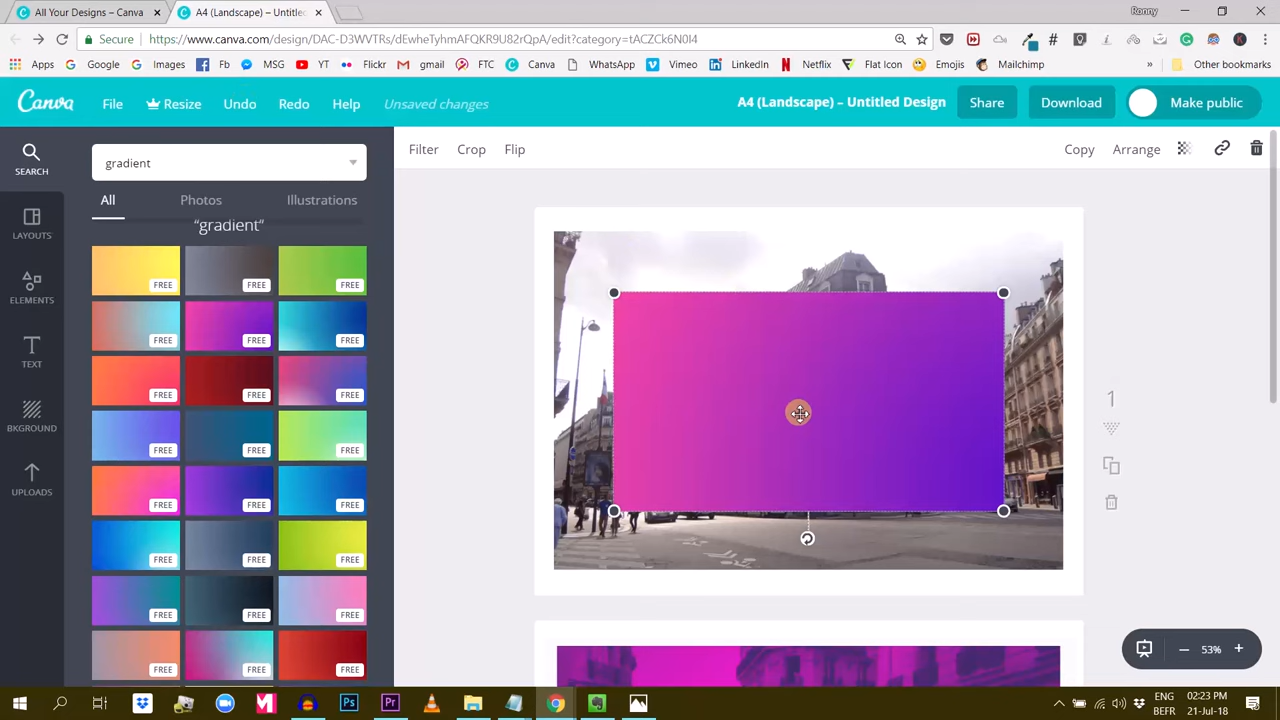 All Your Designs – Canva
A4 (Landscape) – Untitle
Ronny
Secure
https://www.canva.com/design/DAC-D3WVTRs/dEwheTyhmAFQKR9U82rQpA/edit?category=tACZCk6N0I4
Apps
Google
Images
Fb
MSG
YT
Flickr
gmail
FTC
Canva
WhatsApp
Vimeo
LinkedIn
Netflix
Flat Icon
Emojis
Mailchimp
»
Other bookmarks
Canva
File
Resize
Undo
Redo
Help
Unsaved changes
A4 (Landscape) – Untitled Design
Share
Download
Make public
SEARCH
LAYOUTS
ELEMENTS
TEXT
BKGROUND
UPLOADS
gradient
All
Photos
Illustrations
"gradient"
FREE FREE FREE
FREE FREE FREE
FREE FREE FREE
FREE FREE FREE
FREE FREE FREE
FREE FREE FREE
FREE FREE FREE
FREE FREE FREE
Filter
Crop
Flip
Copy
Arrange
1
53%
ENG
BEFR
02:23 PM
21-Jul-18